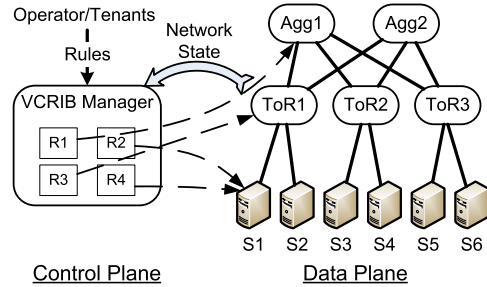 Operator/Tenants
Rules
Network
State
Agg1
Agg2
VCRIB Manager
ToR1
ToR2
ToR3
R1
R2
R3
R4
S1
S2
S3
S4
S5
S6
Control Plane
Data Plane